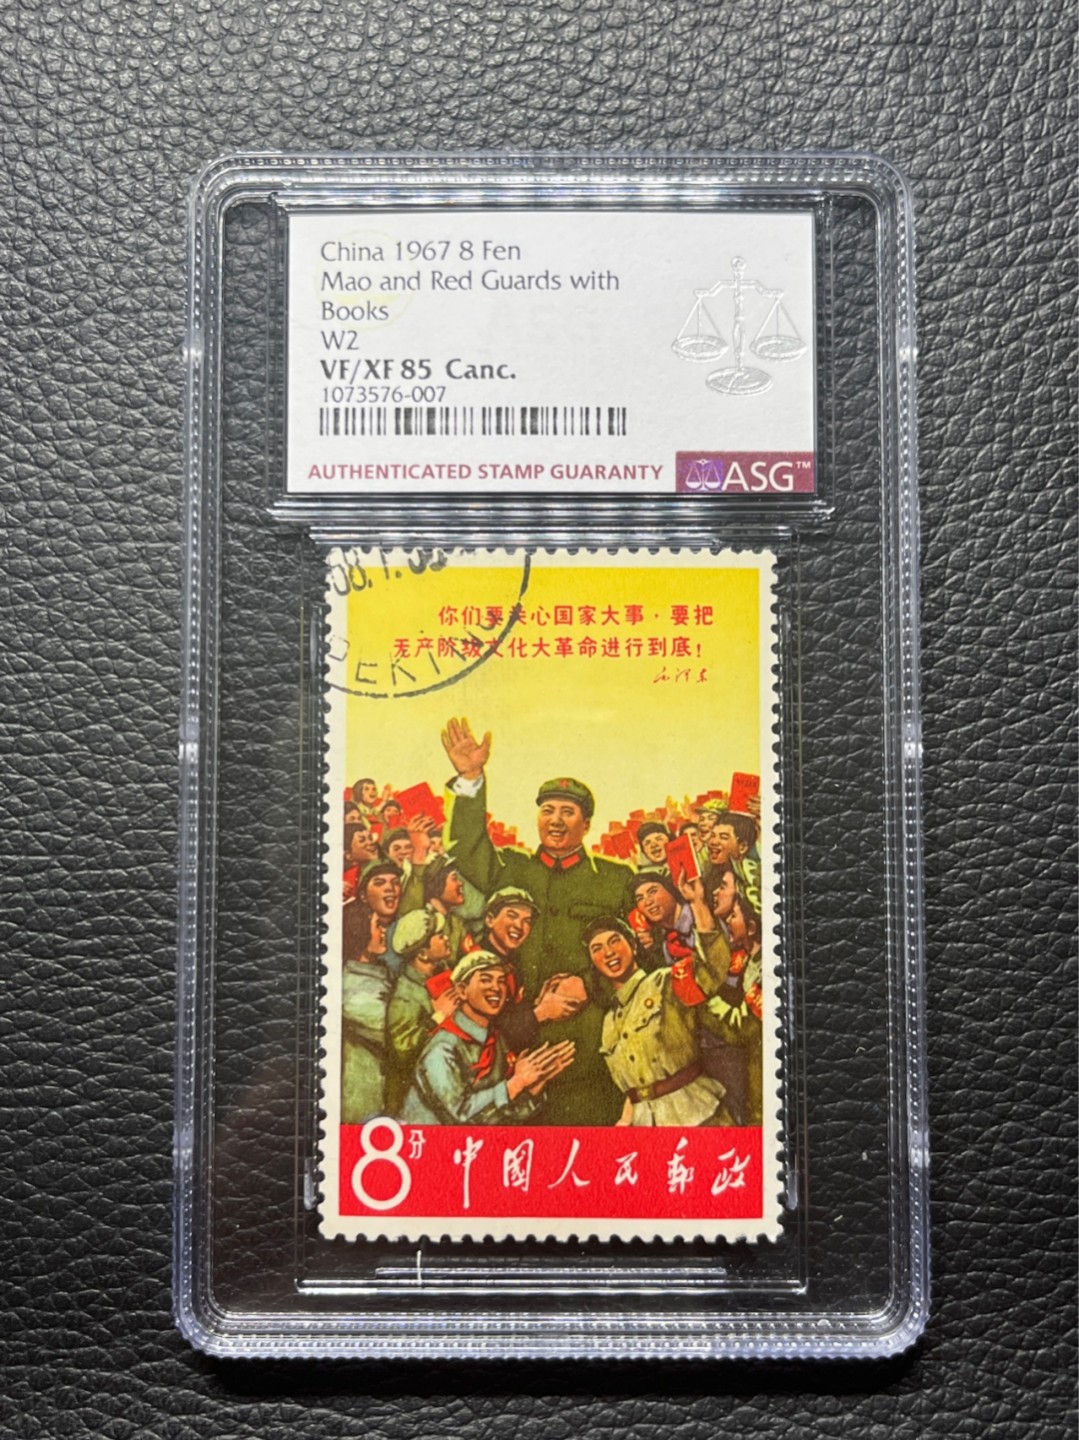 China 1967 8 Fen
Mao and Red Guards with
Books
W2
VF/XF 85 Canc.
1073576-007
AUTHENTICATED STAMP GUARANTY
ASG™
PEKING
你们要关心国家大事，要把
无产阶级文化大革命进行到底！
毛泽东
8分 中国人民邮政